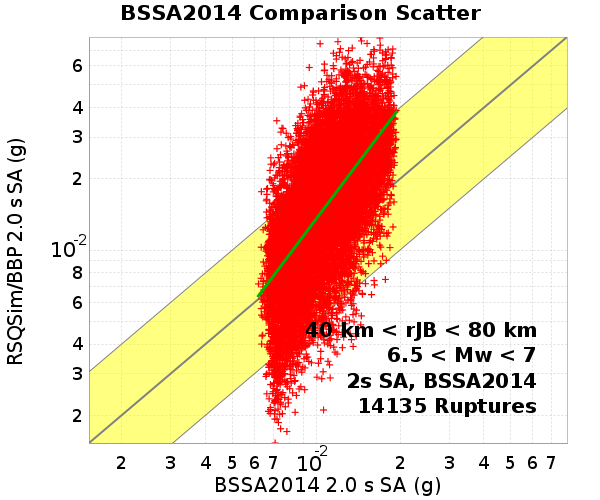 BSSA2014 Comparison Scatter
RSQSim/BBP 2.0 s SA (g)
6
4
3
2
10-2
8
6
4
3
2
40 km < rJB < 80 km
6.5 < Mw < 7
2s SA, BSSA2014
14135 Ruptures
2 3 4 5 6 7 10-2 2 3 4 5 6 7
BSSA2014 2.0 s SA (g)